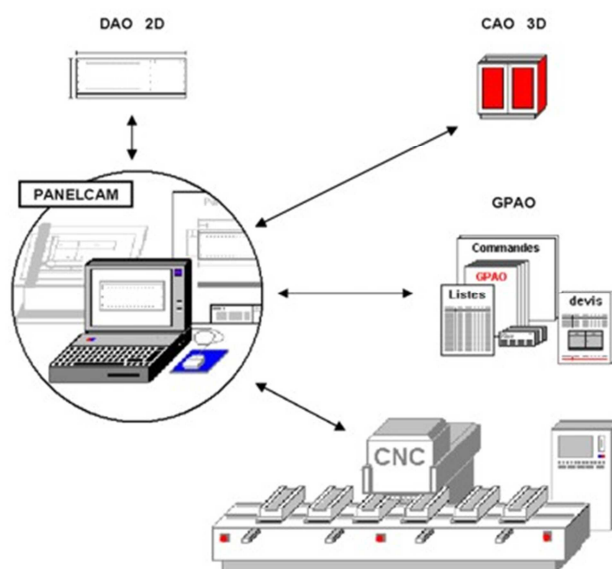 DAO 2D
CAO 3D
PANELCAM
GPAO
Commandes
GPAO
Listes
devis
CNC